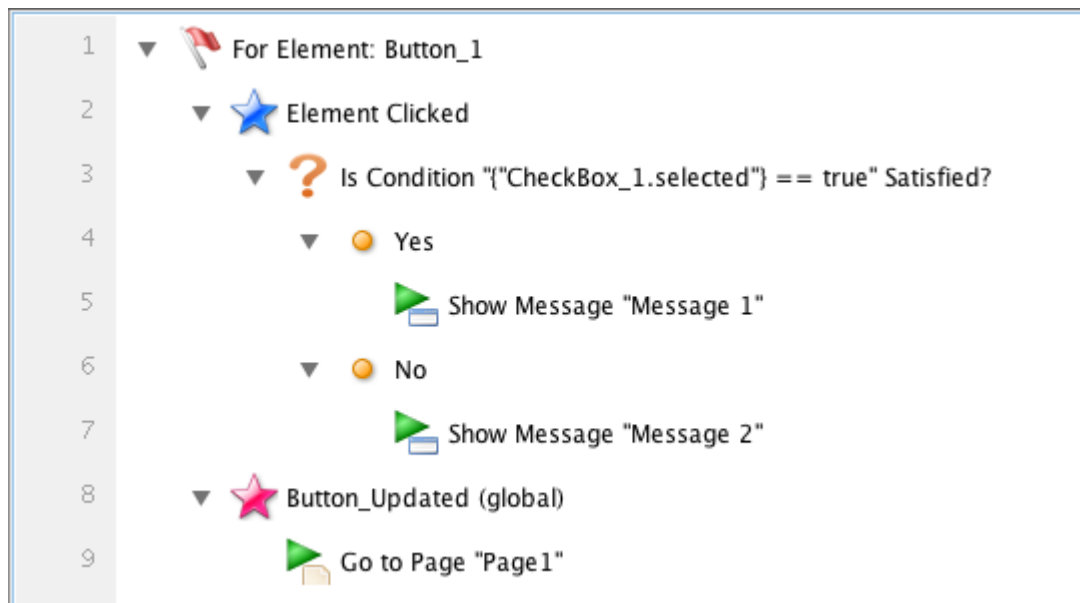 1 For Element: Button_1
2 Element Clicked
3 Is Condition "{"CheckBox_1.selected"} == true" Satisfied?
4 Yes
5 Show Message "Message 1"
6 No
7 Show Message "Message 2"
8 Button_Updated (global)
9 Go to Page "Page1"